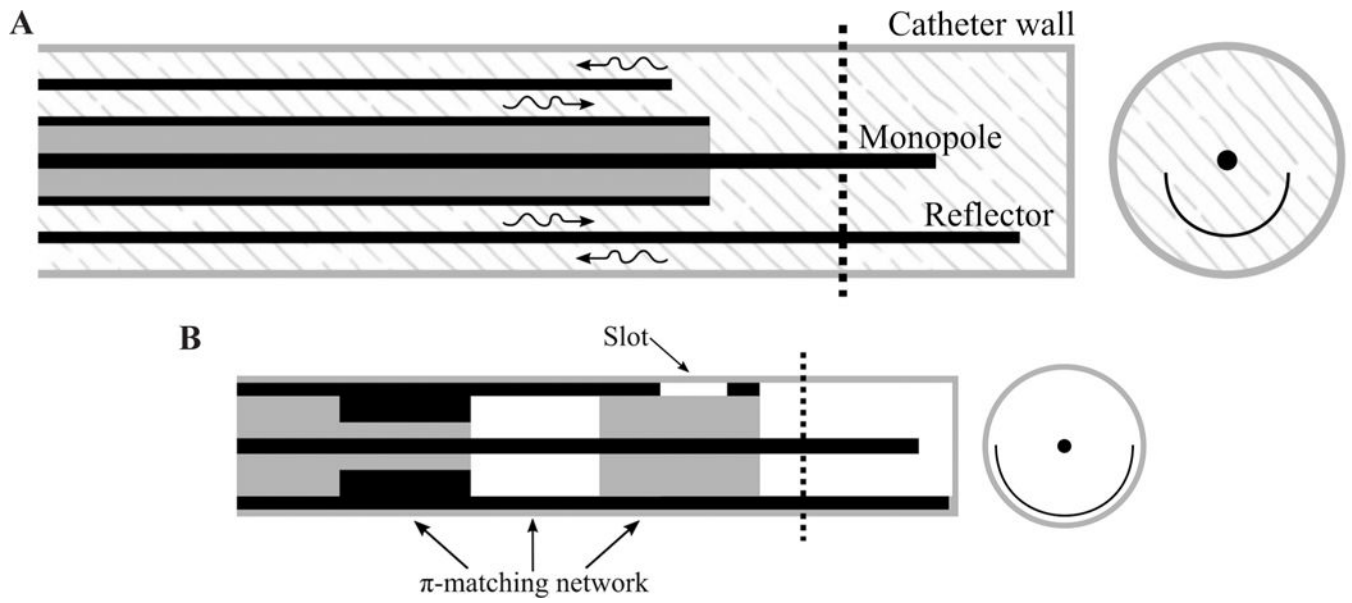 A
Catheter wall
Monopole
Reflector
B
Slot
π-matching network